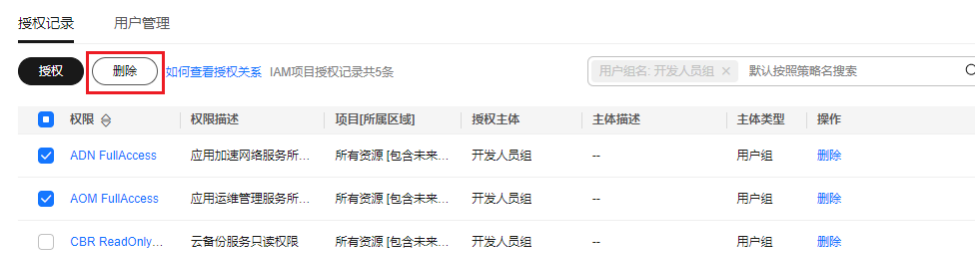 授权记录 用户管理
授权 删除 如何查看授权关系 IAM项目授权记录共5条 用户组名: 开发人员组 × 默认按照策略名搜索
权限 权限描述 项目[所属区域] 授权主体 主体描述 主体类型 操作
ADN FullAccess 应用加速网络服务所... 所有资源 [包含未来... 开发人员组 -- 用户组 删除
AOM FullAccess 应用运维管理服务所... 所有资源 [包含未来... 开发人员组 -- 用户组 删除
CBR ReadOnly... 云备份服务只读权限 所有资源 [包含未来... 开发人员组 -- 用户组 删除